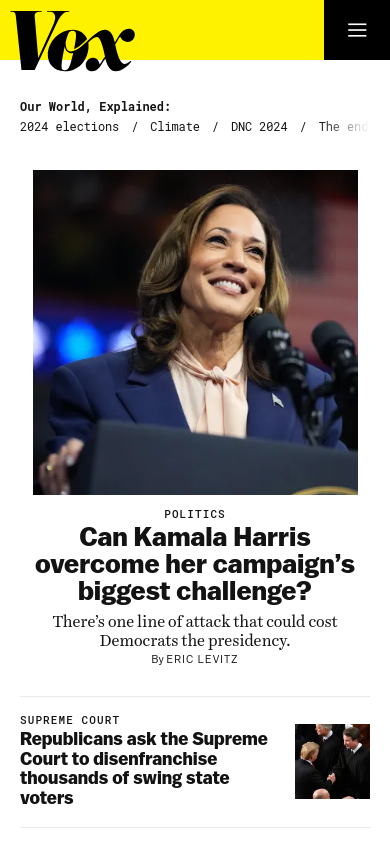 Vox
Our World, Explained:
2024 elections / Climate / DNC 2024 / The end
POLITICS
Can Kamala Harris
overcome her campaign’s
biggest challenge?
There’s one line of attack that could cost
Democrats the presidency.
By ERIC LEVITZ
SUPREME COURT
Republicans ask the Supreme
Court to disenfranchise
thousands of swing state
voters